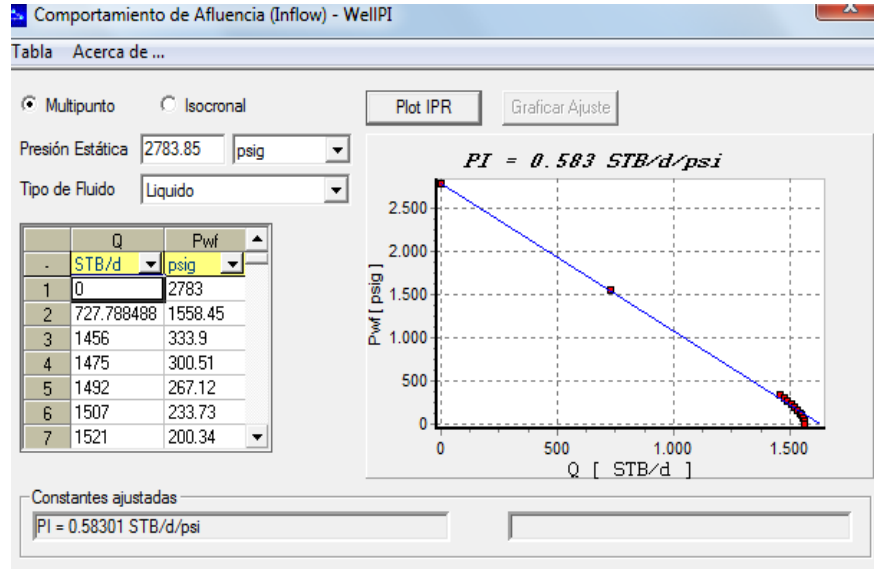 Comportamiento de Afluencia (Inflow) - WellPI
Tabla Acerca de ...
Multipunto Isocronal
Plot IPR Graficar Ajuste
Presión Estática 2783.85 psig
Tipo de Fluido Liquido
Q Pwf
- STB/d psig
1 0 2783
2 727.788488 1558.45
3 1456 333.9
4 1475 300.51
5 1492 267.12
6 1507 233.73
7 1521 200.34
PI = 0.583 STB/d/psi
Pwf [ psig ]
2.500
2.000
1.500
1.000
500
0
0 500 1.000 1.500
Q [ STB/d ]
Constantes ajustadas
PI = 0.58301 STB/d/psi